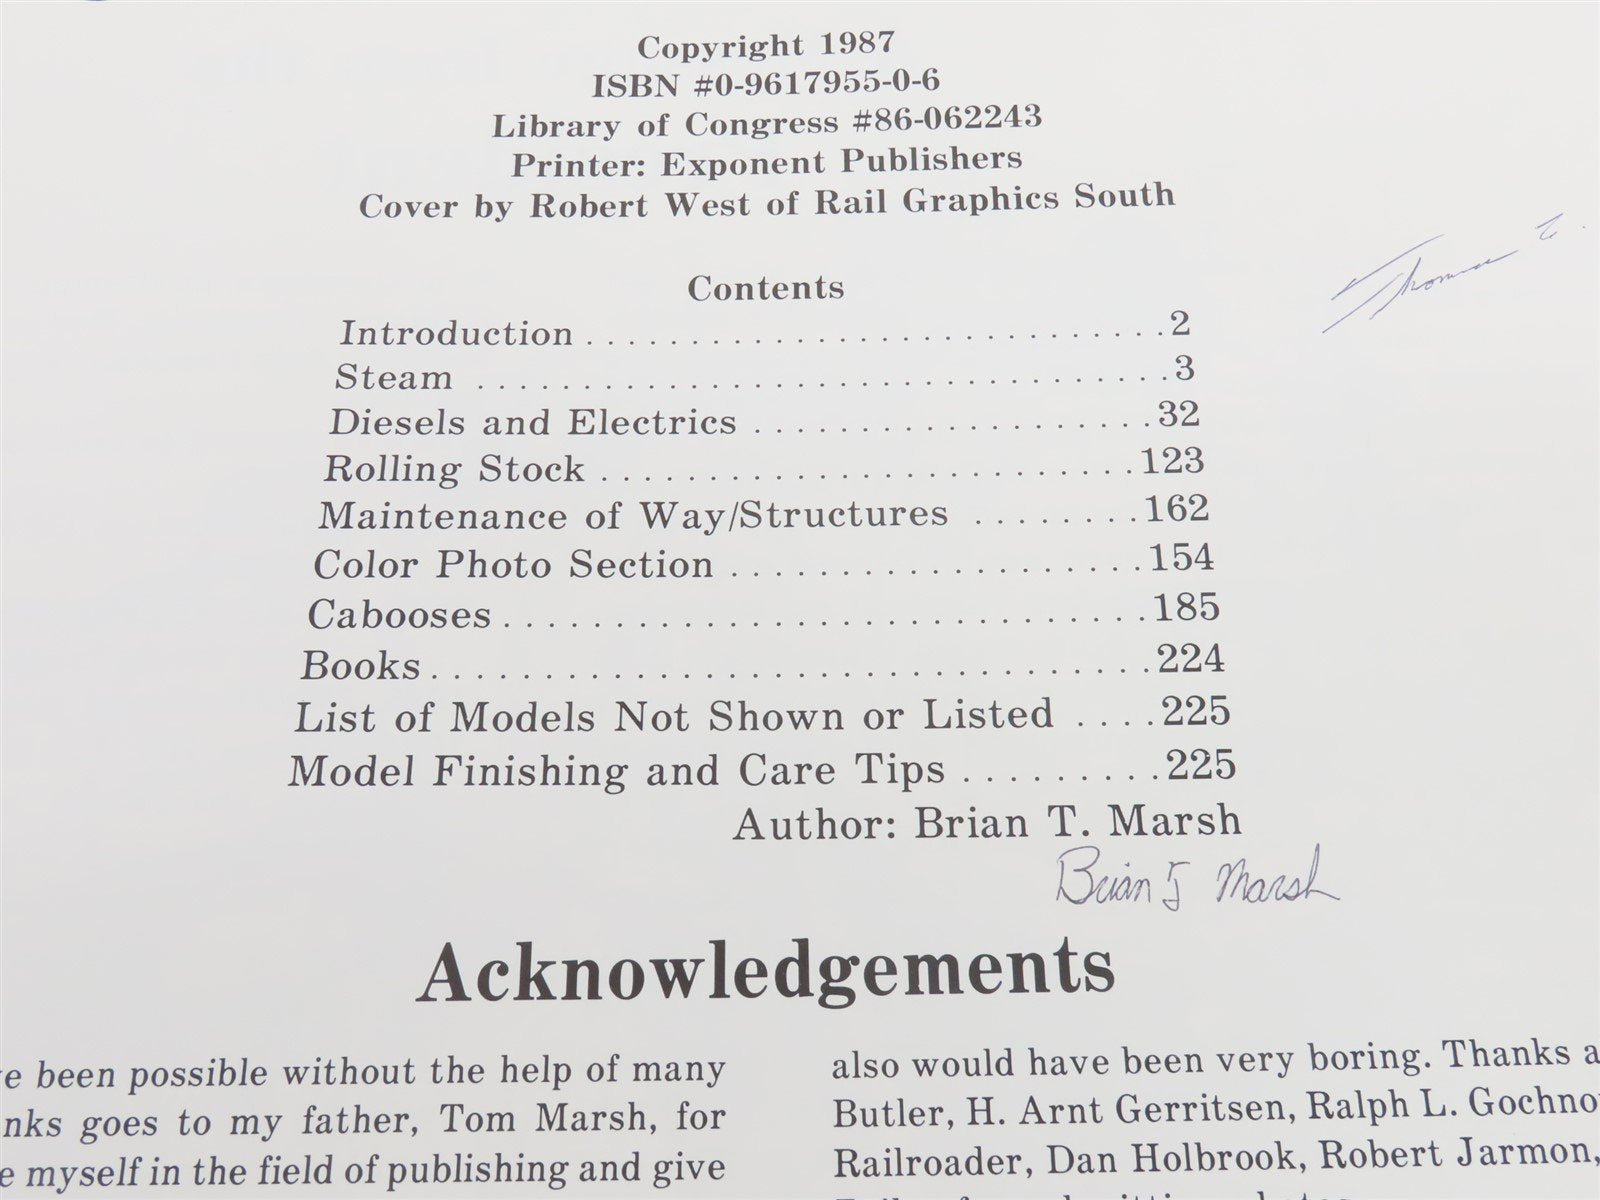 Copyright 1987
ISBN #0-9617955-0-6
Library of Congress #86-062243
Printer: Exponent Publishers
Cover by Robert West of Rail Graphics South
Thomas
Contents
Introduction . . . . . . . . . . . . . . . . . . . . . . . . . . . . 2
Steam . . . . . . . . . . . . . . . . . . . . . . . . . . . . . . . . . 3
Diesels and Electrics . . . . . . . . . . . . . . . . . . . 32
Rolling Stock . . . . . . . . . . . . . . . . . . . . . . . . . 123
Maintenance of Way/Structures . . . . . . . . 162
Color Photo Section . . . . . . . . . . . . . . . . . . . 154
Cabooses . . . . . . . . . . . . . . . . . . . . . . . . . . . . . 185
Books . . . . . . . . . . . . . . . . . . . . . . . . . . . . . . . . . 224
List of Models Not Shown or Listed . . . . 225
Model Finishing and Care Tips . . . . . . . . . 225
Author: Brian T. Marsh
Brian T Marsh
Acknowledgements
e been possible without the help of many
nks goes to my father, Tom Marsh, for
e myself in the field of publishing and give
also would have been very boring. Thanks a
Butler, H. Arnt Gerritsen, Ralph L. Gochno
Railroader, Dan Holbrook, Robert Jarmon,